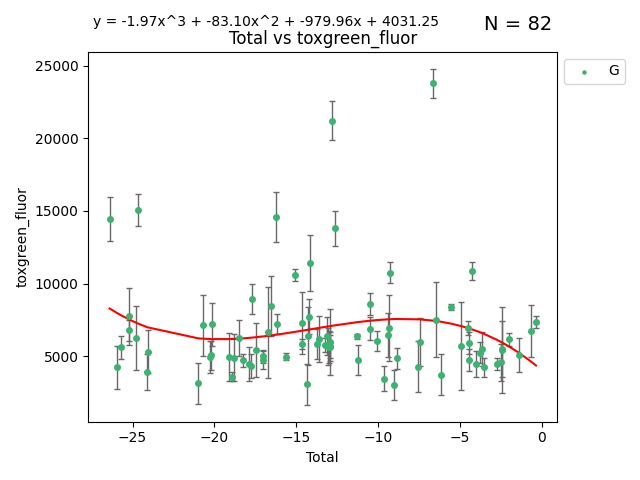 y = -1.97x^3 + -83.10x^2 + -979.96x + 4031.25
N = 82
Total vs toxgreen_fluor
G
25000
20000
15000
10000
5000
toxgreen_fluor
−25
−20
−15
−10
−5
0
Total